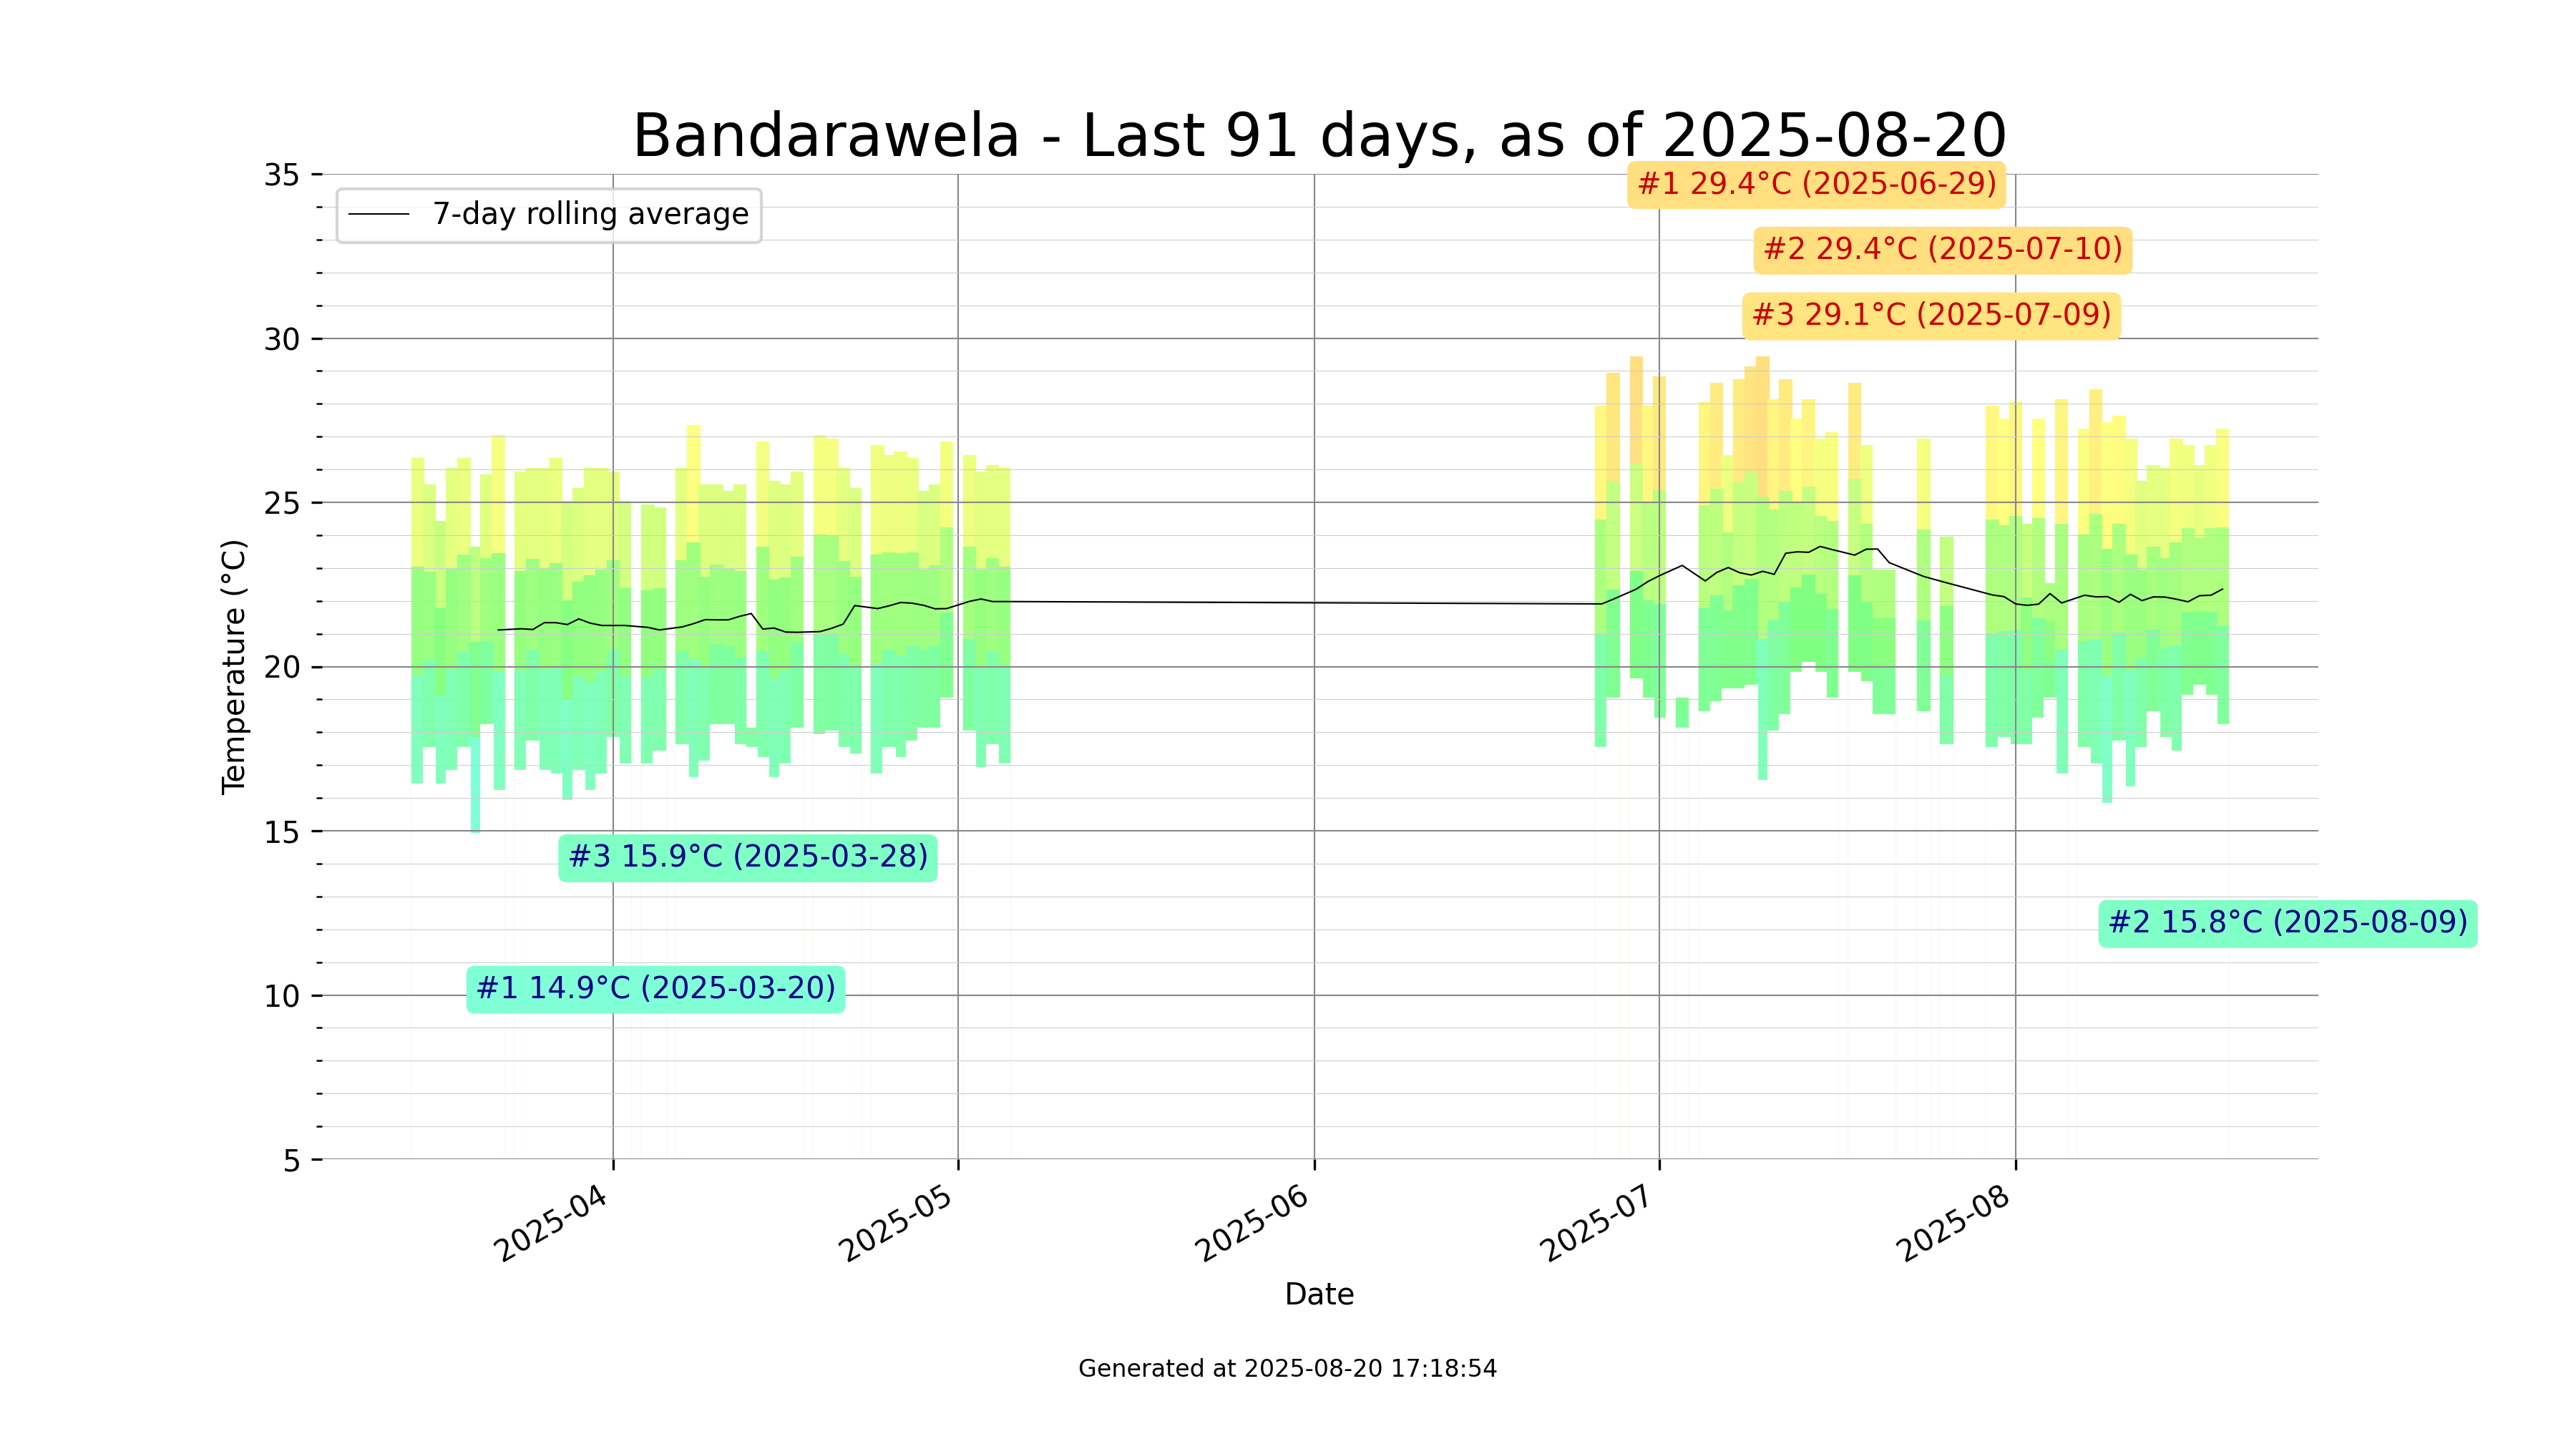 Bandarawela - Last 91 days, as of 2025-08-20
35
30
25
20
15
10
5
Temperature (°C)
7-day rolling average
#1 29.4°C (2025-06-29)
#2 29.4°C (2025-07-10)
#3 29.1°C (2025-07-09)
#3 15.9°C (2025-03-28)
#2 15.8°C (2025-08-09)
#1 14.9°C (2025-03-20)
2025-04
2025-05
2025-06
2025-07
2025-08
Date
Generated at 2025-08-20 17:18:54